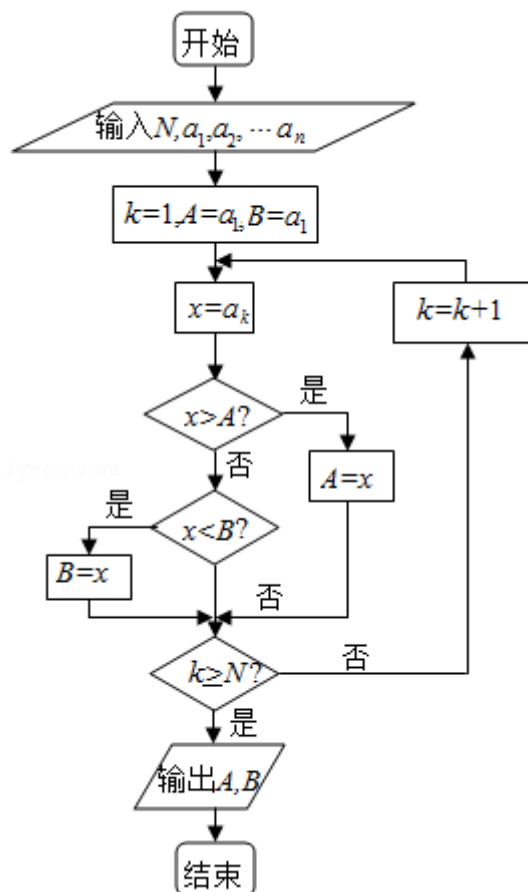 开始
输入N,a₁,a₂,…aₙ
k=1,A=a₁,B=a₁
x=aₖ
k=k+1
x>A?
是
否
A=x
x<B?
是
B=x
否
k≥N?
否
是
输出A,B
结束